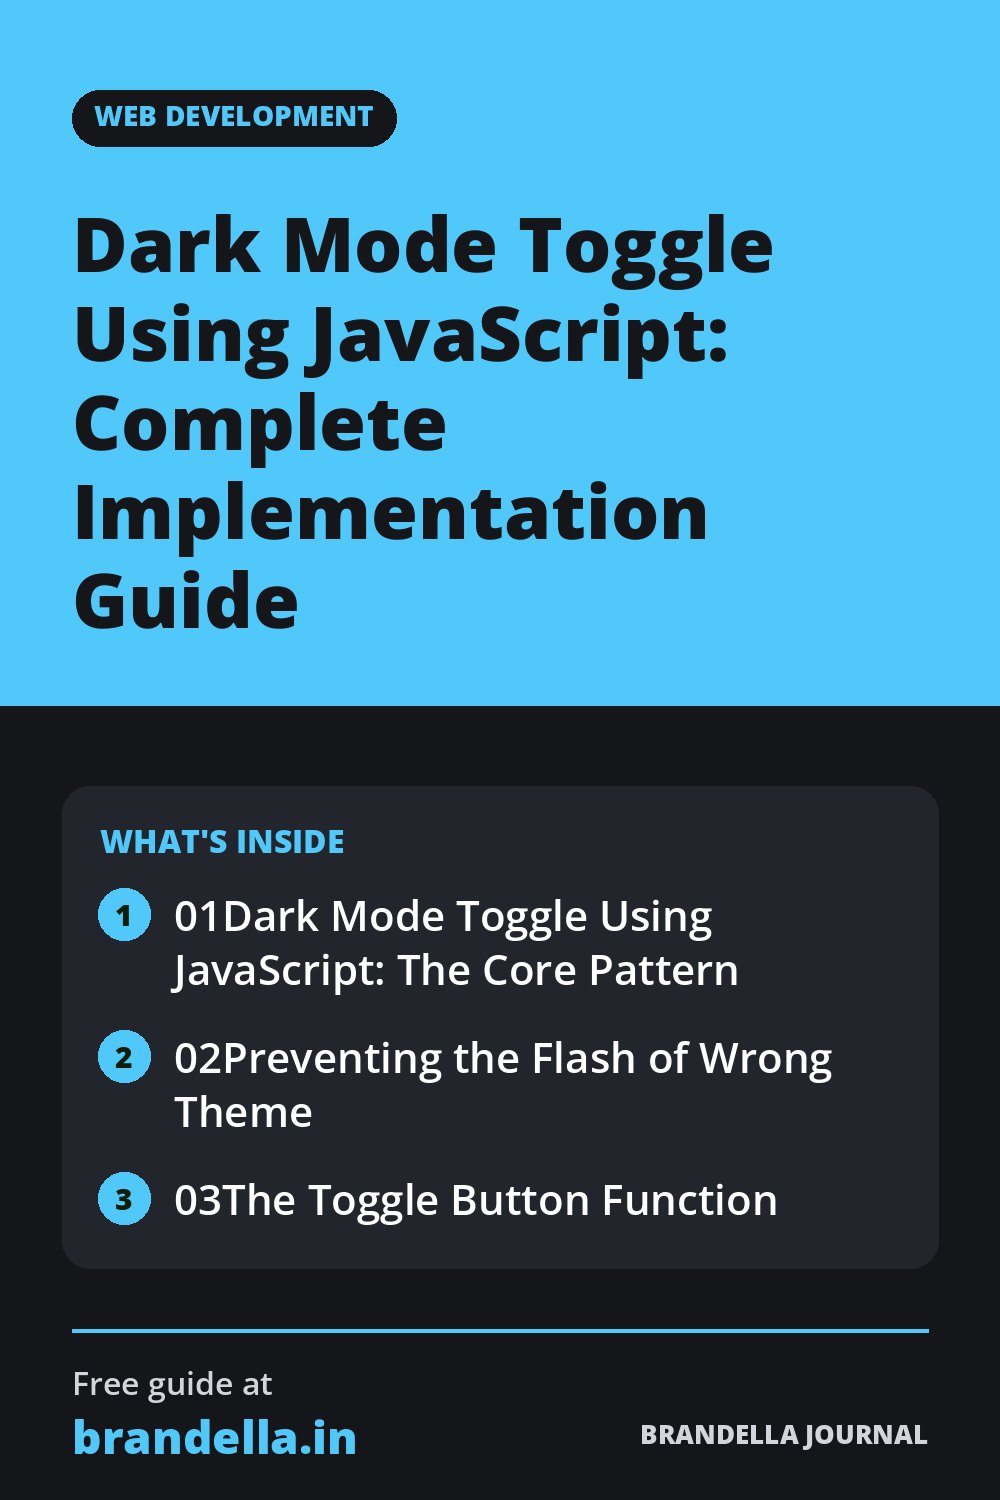 WEB DEVELOPMENT
Dark Mode Toggle
Using JavaScript:
Complete
Implementation
Guide
WHAT'S INSIDE
1 01Dark Mode Toggle Using
JavaScript: The Core Pattern
2 02Preventing the Flash of Wrong
Theme
3 03The Toggle Button Function
Free guide at
brandella.in
BRANDELLA JOURNAL